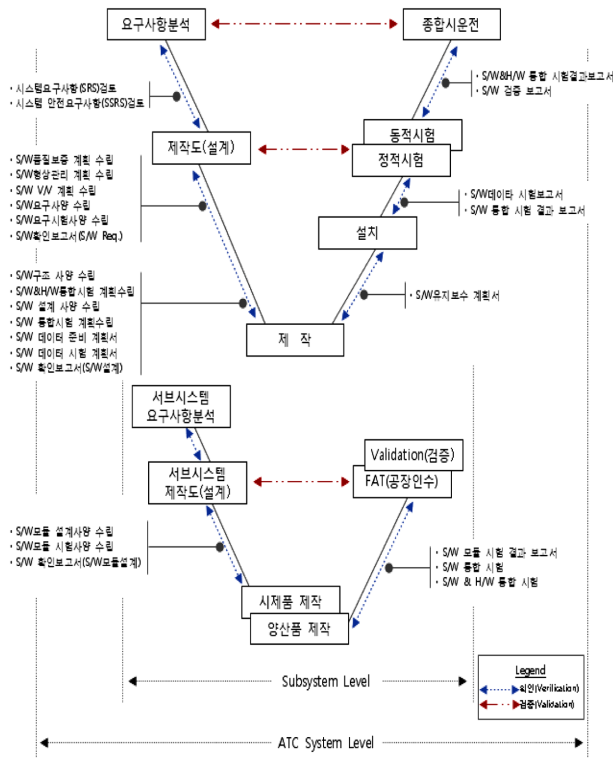 요구사항분석
종합시운전
· 시스템요구사항(SRS)검토
· 시스템 안전요구사항(SSRS)검토
· S/W&H/W 통합 시험결과보고서
· S/W 검증 보고서
제작도(설계)
동적시험
정적시험
· S/W품질보증 계획 수립
· S/W형상관리 계획 수립
· S/W V/V 계획 수립
· S/W요구사양 수립
· S/W요구시험사양 수립
· S/W확인보고서(S/W Req.)
· S/W데이타 시험보고서
· S/W 통합 시험 결과 보고서
설치
· S/W구조 사양 수립
· S/W&H/W통합시험 계획수립
· S/W 설계 사양 수립
· S/W 통합시험 계획수립
· S/W 데이터 준비 계획서
· S/W 데이터 시험 계획서
· S/W 확인보고서(S/W설계)
· S/W유지보수 계획서
제 작
서브시스템
요구사항분석
Validation(검증)
FAT(공장인수)
서브시스템
제작도(설계)
· S/W모듈 설계사양 수립
· S/W모듈 시험사양 수립
· S/W 확인보고서(S/W모듈설계)
· S/W 모듈 시험 결과 보고서
· S/W 통합 시험
· S/W & H/W 통합 시험
시제품 제작
양산품 제작
Subsystem Level
Legend
확인(Verification)
검증(Validation)
ATC System Level